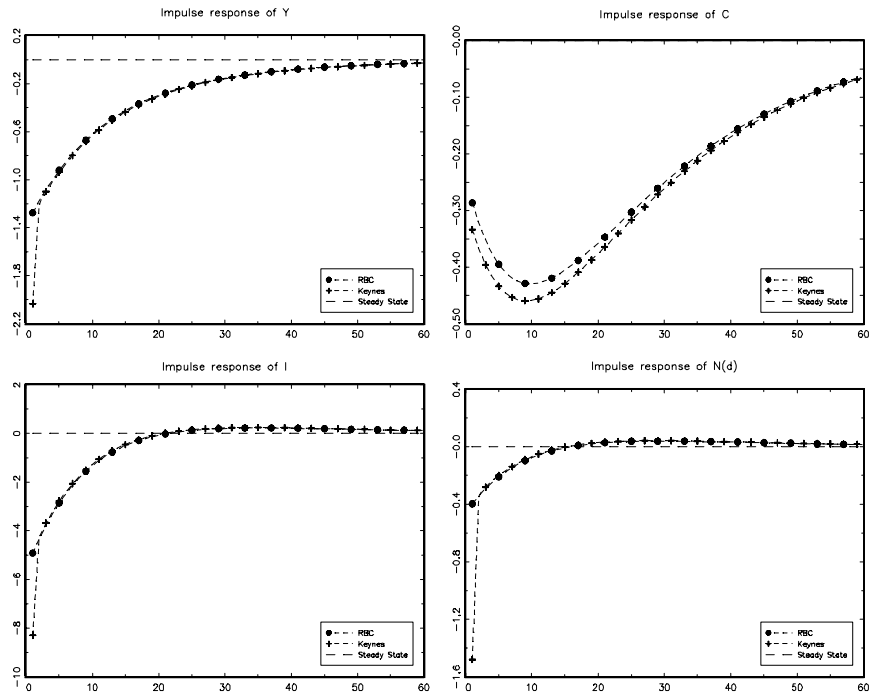 Impulse response of Y
0.2
-0.2
-0.6
-1.0
-1.4
-1.8
-2.2
RBC
Keynes
Steady State
0 10 20 30 40 50 60
Impulse response of C
-0.00
-0.10
-0.20
-0.30
-0.40
-0.50
RBC
Keynes
Steady State
0 10 20 30 40 50 60
Impulse response of I
2
0
-2
-4
-6
-8
-10
RBC
Keynes
Steady State
0 10 20 30 40 50 60
Impulse response of N(d)
0.4
-0.0
-0.4
-0.8
-1.2
-1.6
RBC
Keynes
Steady State
0 10 20 30 40 50 60